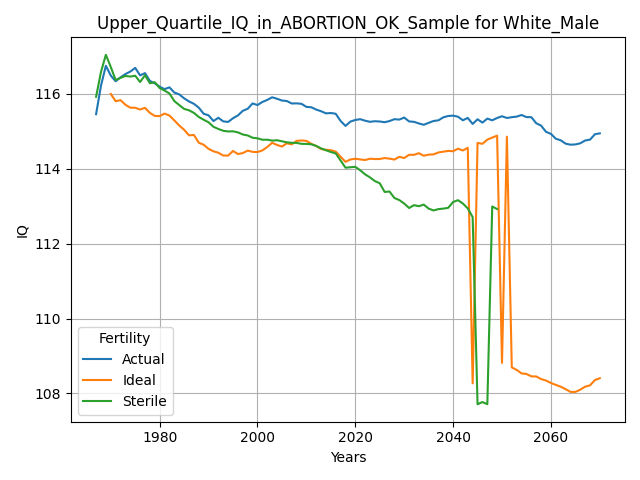 Upper_Quartile_IQ_in_ABORTION_OK_Sample for White_Male
116
114
112
110
108
IQ
Fertility
Actual
Ideal
Sterile
1980
2000
2020
2040
2060
Years